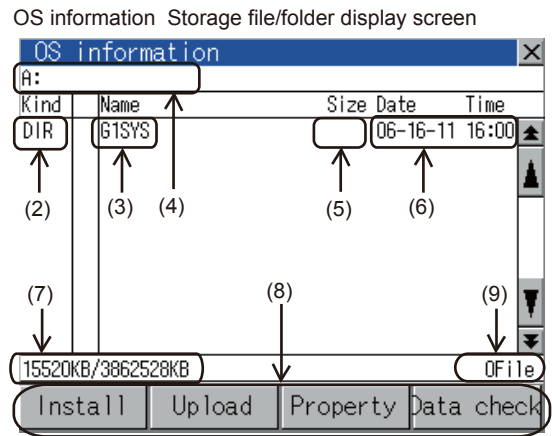 OS information Storage file/folder display screen
OS information ×
A:
Kind Name Size Date Time
DIR G1SYS 06-16-11 16:00
(2) (3) (4) (5) (6)
(7) (8) (9)
15520KB/3862528KB 0File
Install Upload Property Data check